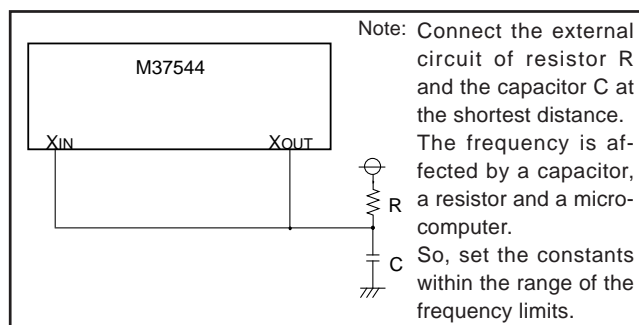 M37544
XIN
XOUT
R
C
Note: Connect the external
circuit of resistor R
and the capacitor C at
the shortest distance.
The frequency is af-
fected by a capacitor,
a resistor and a micro-
computer.
So, set the constants
within the range of the
frequency limits.